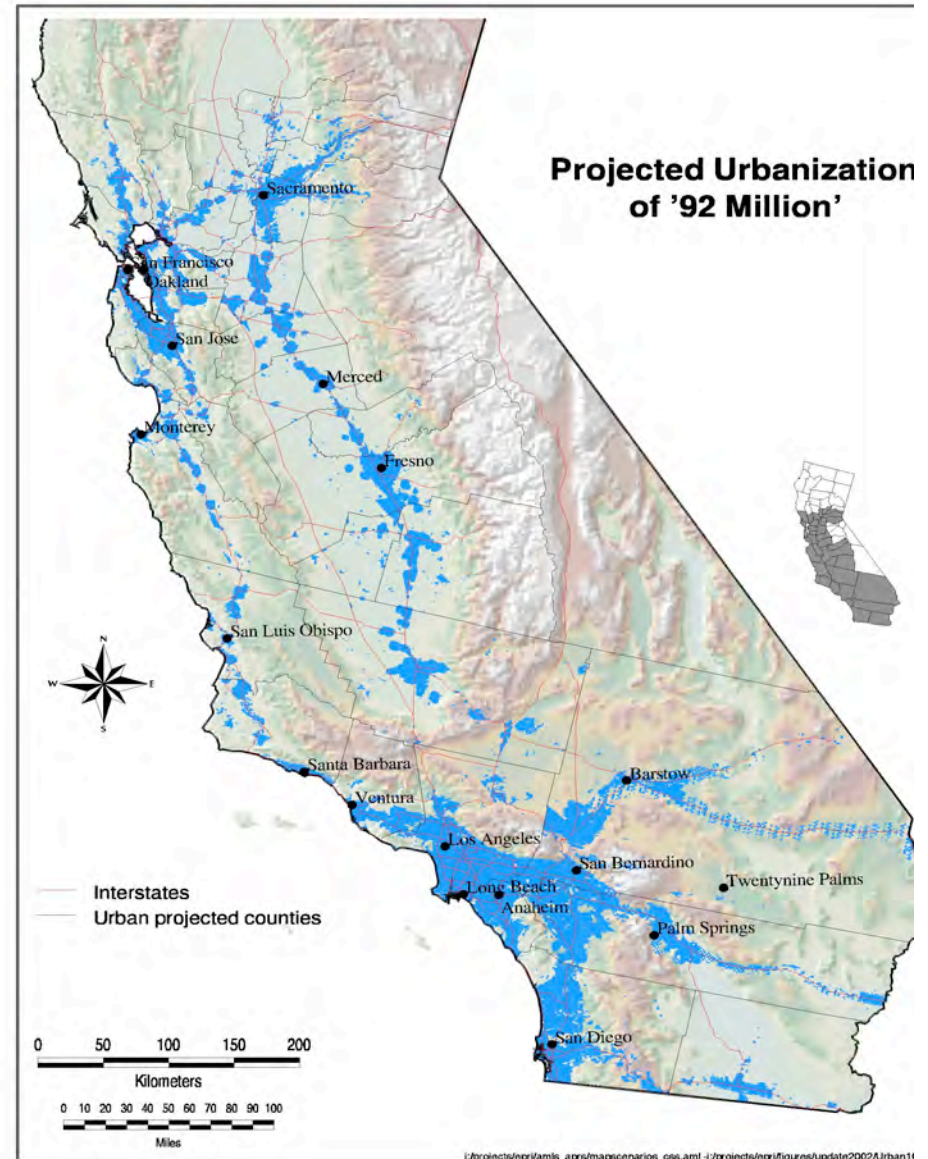 Projected Urbanization
of '92 Million'
Sacramento
San Francisco
Oakland
San Jose
Merced
Monterey
Fresno
San Luis Obispo
N
W E
S
Santa Barbara
Barstow
Ventura
Los Angeles
San Bernardino
Twentynine Palms
Long Beach
Anaheim
Palm Springs
San Diego
Interstates
Urban projected counties
0 50 100 150 200
Kilometers
0 10 20 30 40 50 60 70 80 90 100
Miles